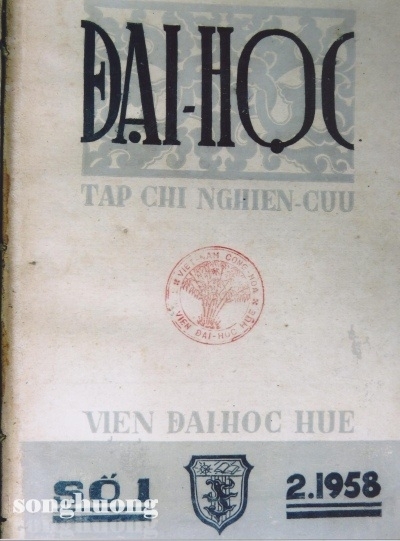 ĐẠI-HỌC
TAP CHI NGHIEN-CUU
VIET-NAM CONG-HOA
VIEN ĐAI-HOC HUE
VIEN ĐAI-HOC HUE
SỐ 1
2.1958
songhuong